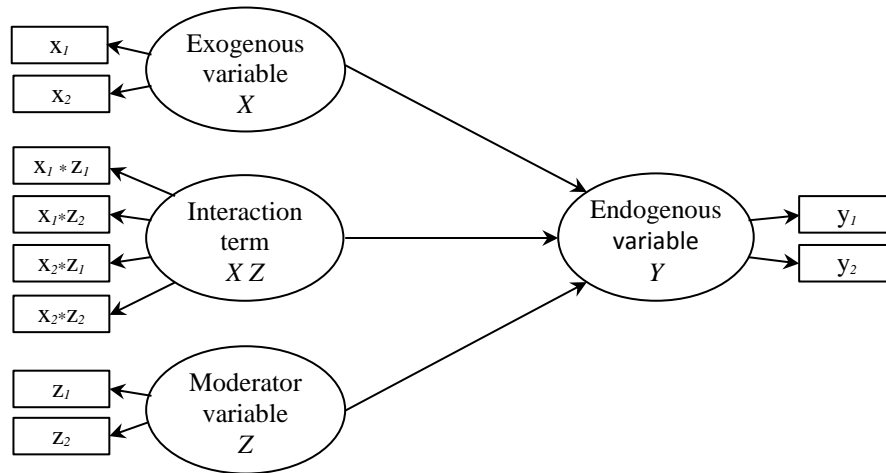 x₁
x₂
Exogenous
variable
X
x₁ * z₁
x₁*z₂
x₂*z₁
x₂*z₂
Interaction
term
X Z
Endogenous
variable
Y
y₁
y₂
z₁
z₂
Moderator
variable
Z